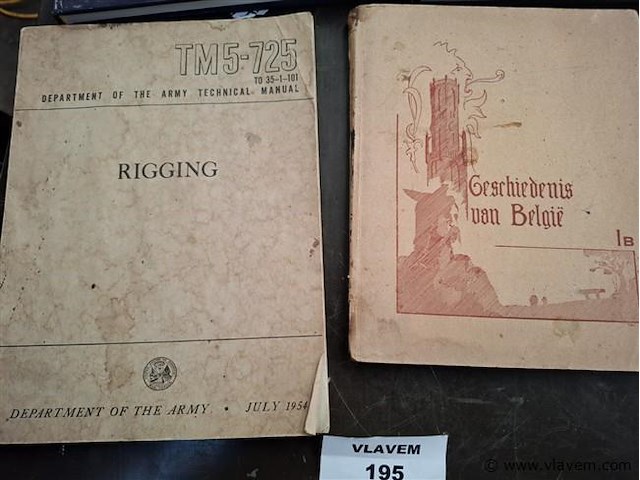 TM5-725
TO 35-1-101
DEPARTMENT OF THE ARMY TECHNICAL MANUAL
RIGGING
DEPARTMENT OF THE ARMY • JULY 1954
Geschiedenis
van België
IB
VLAVEM
195
© www.vlavem.com